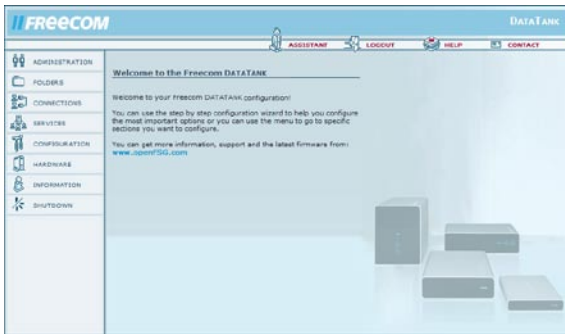 FREECOM
DATATANK
ASSISTANT
LOGOUT
HELP
CONTACT
ADMINISTRATION
FOLDERS
CONNECTIONS
SERVICES
CONFIGURATION
HARDWARE
INFORMATION
SHUTDOWN
Welcome to the Freecom DATATANK
Welcome to your Freecom DATATANK configuration!
You can use the step by step configuration wizard to help you configure
the most important options or you can use the menu to go to specific
sections you want to configure.
You can get more information, support and the latest firmware from:
www.openFSG.com